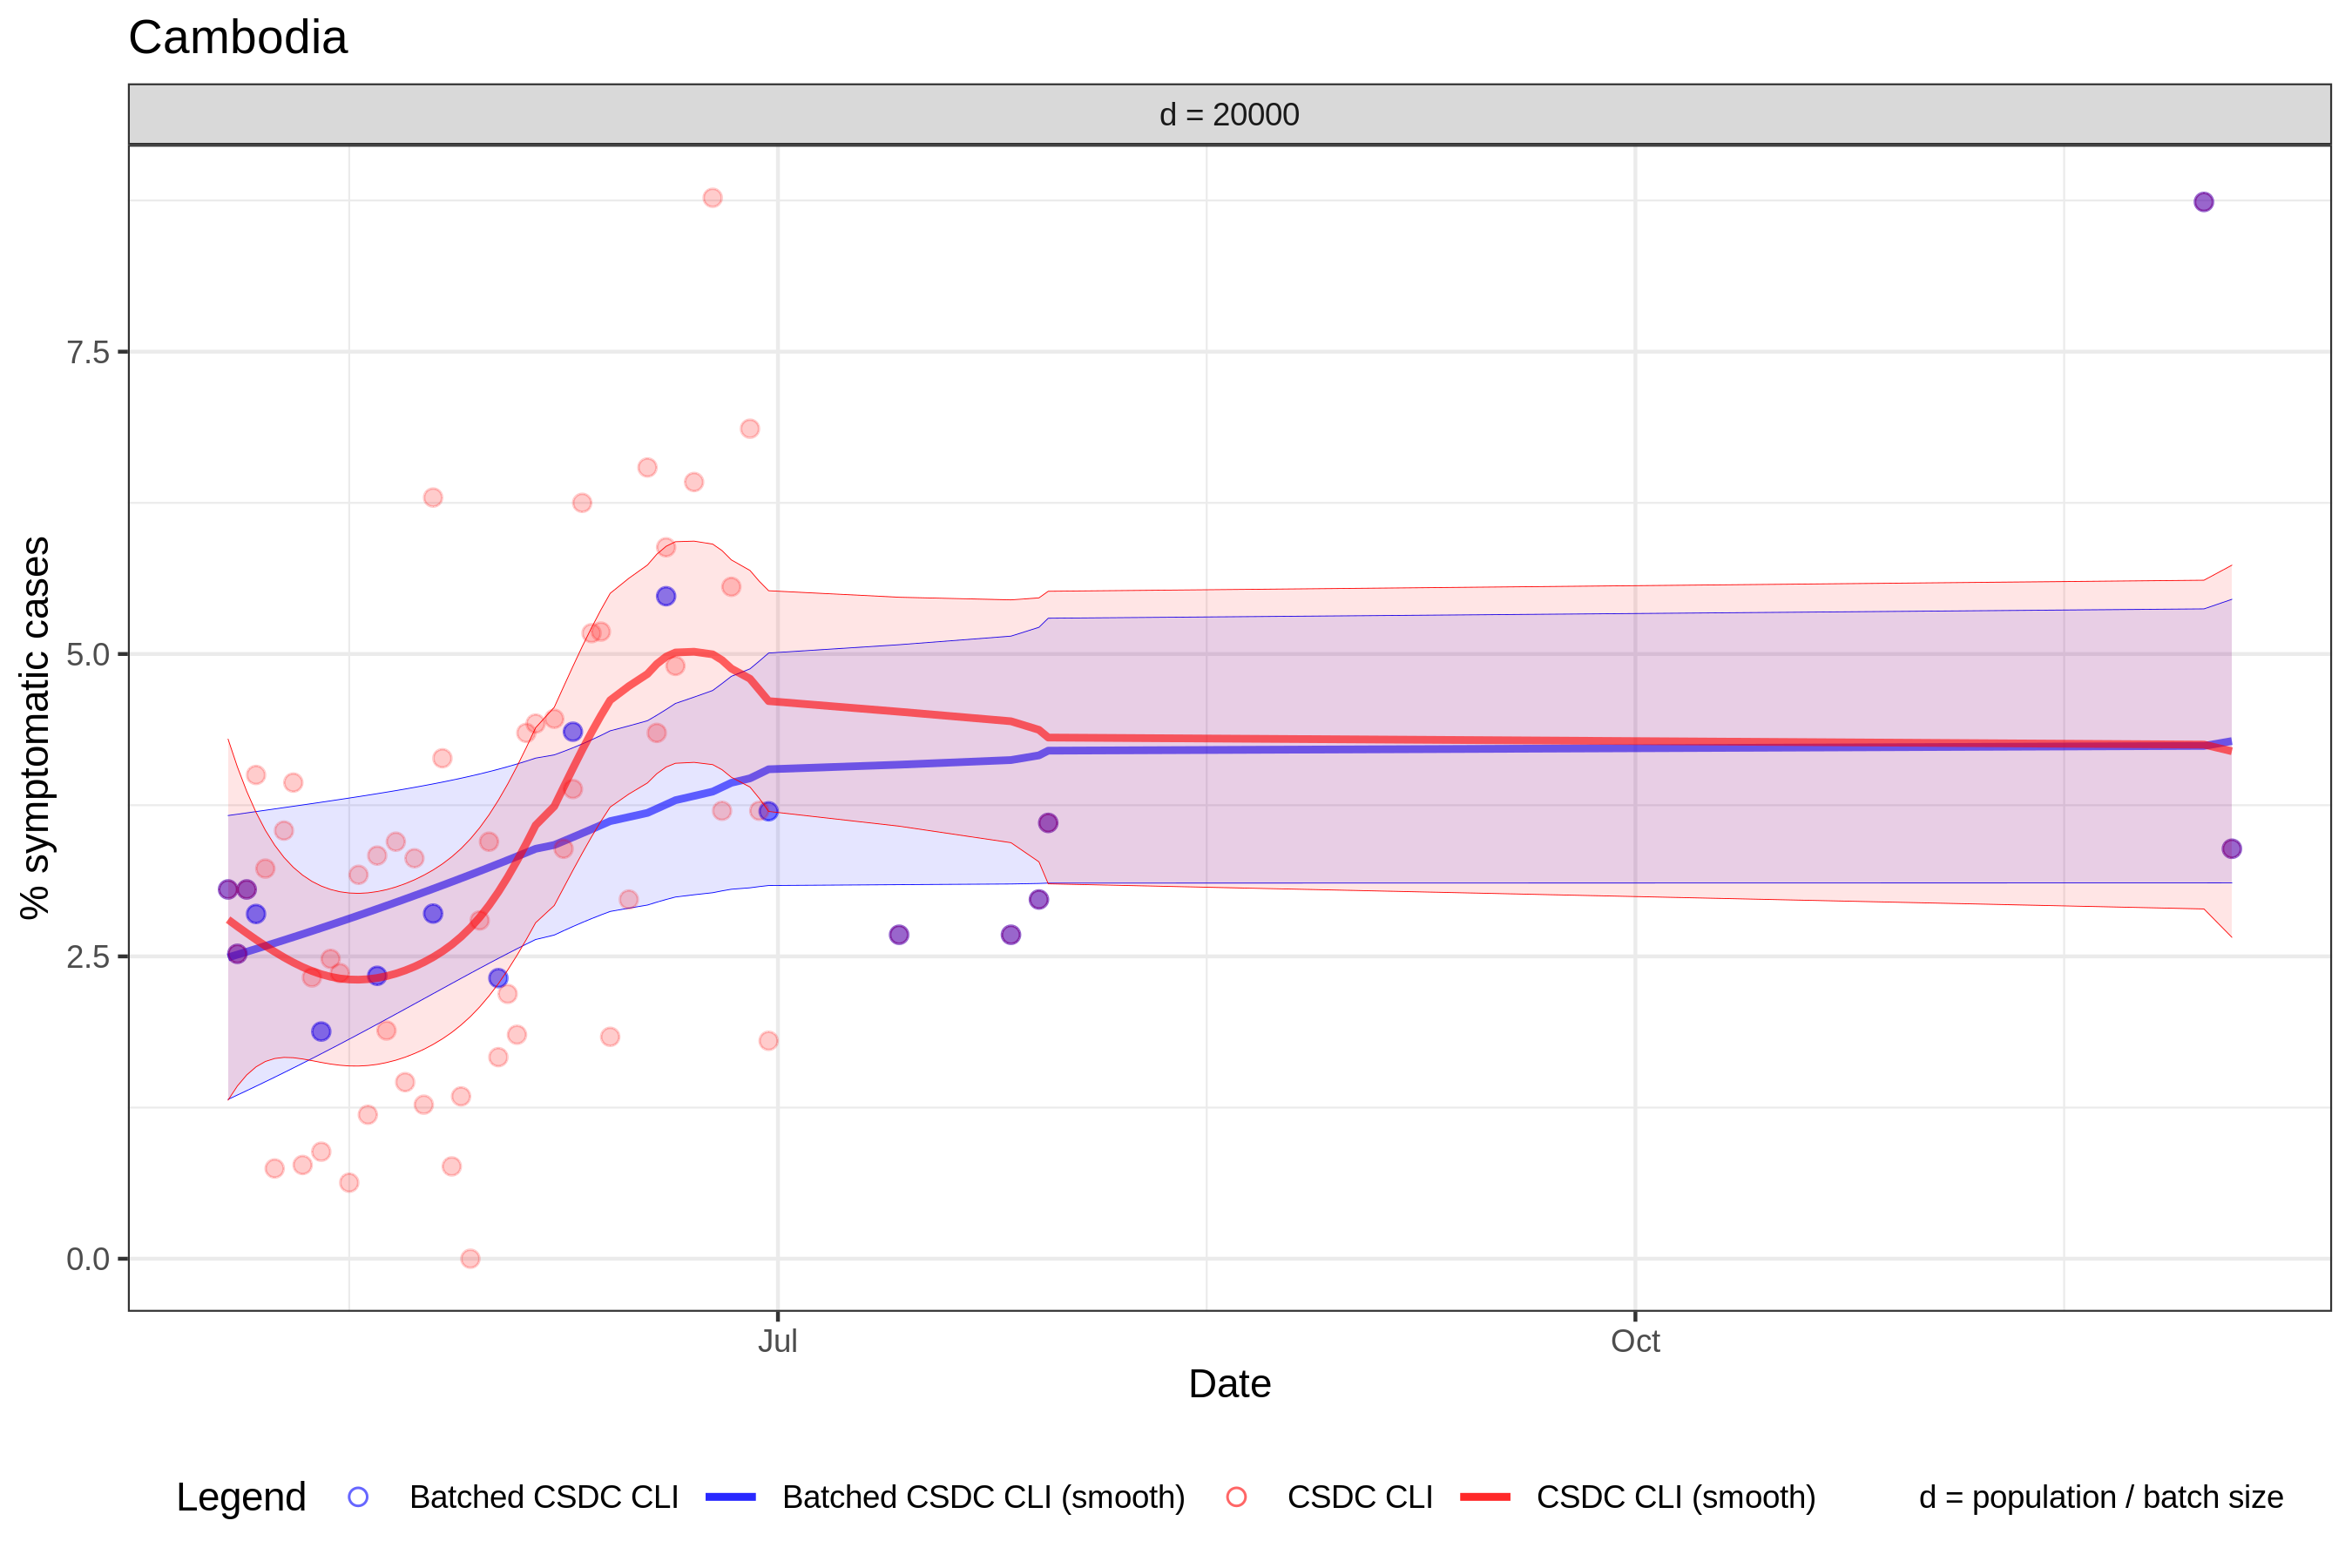 Cambodia
d = 20000
% symptomatic cases
7.5
5.0
2.5
0.0
Jul Oct
Date
Legend Batched CSDC CLI Batched CSDC CLI (smooth) CSDC CLI CSDC CLI (smooth) d = population / batch size